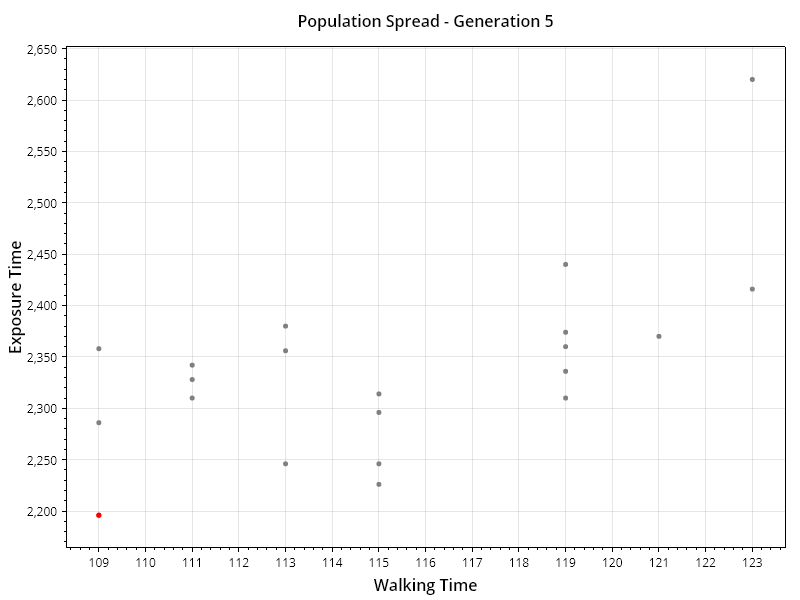 Population Spread - Generation 5
2,650
2,600
2,550
2,500
2,450
2,400
2,350
2,300
2,250
2,200
Exposure Time
109 110 111 112 113 114 115 116 117 118 119 120 121 122 123
Walking Time